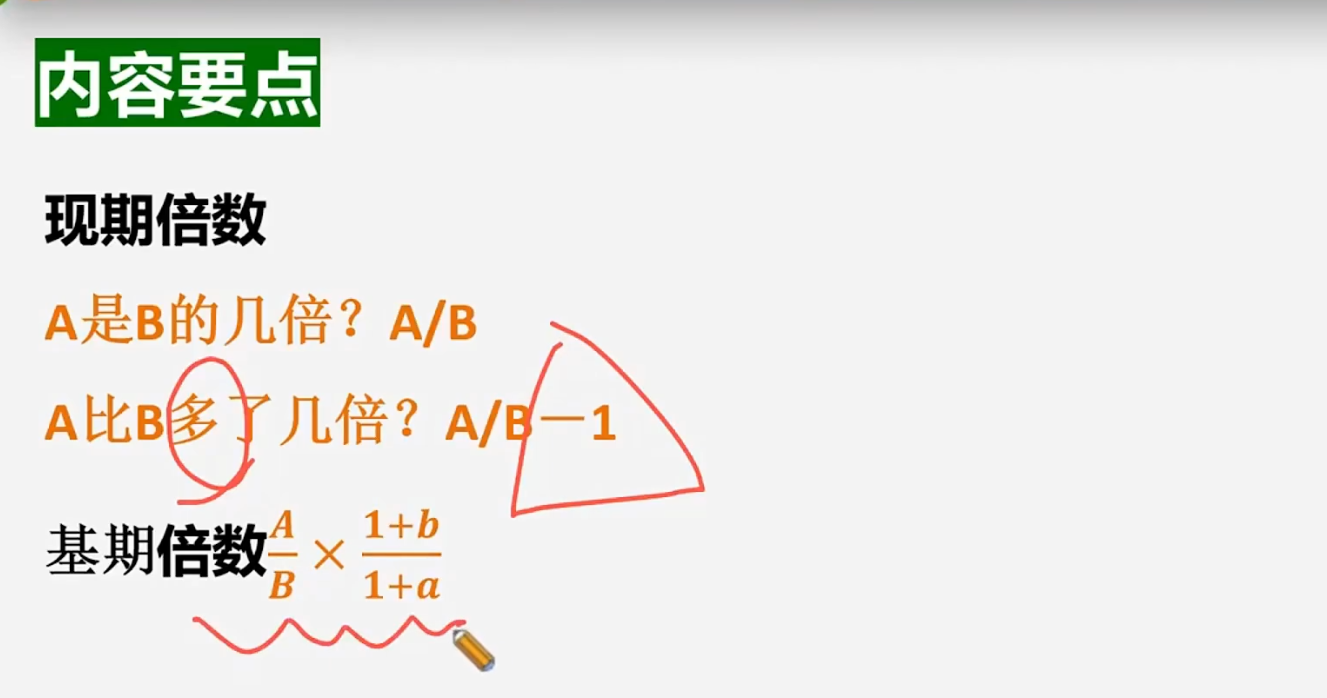 内容要点
现期倍数
A是B的几倍？A/B
A比B多了几倍？A/B－1
基期倍数$\frac{A}{B}×\frac{1+b}{1+a}$